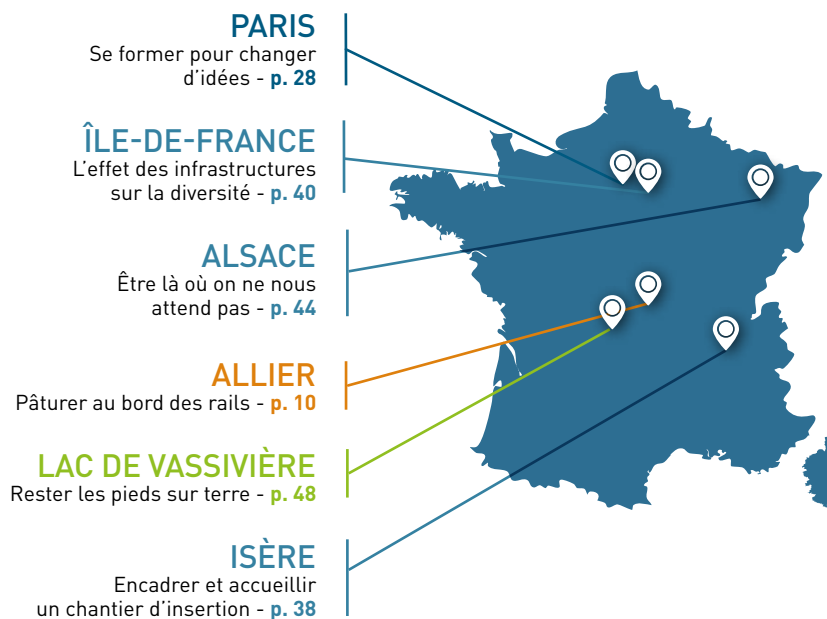 PARIS
Se former pour changer
d'idées - p. 28
ÎLE-DE-FRANCE
L'effet des infrastructures
sur la diversité - p. 40
ALSACE
Être là où on ne nous
attend pas - p. 44
ALLIER
Pâturer au bord des rails - p. 10
LAC DE VASSIVIÈRE
Rester les pieds sur terre - p. 48
ISÈRE
Encadrer et accueillir
un chantier d'insertion - p. 38